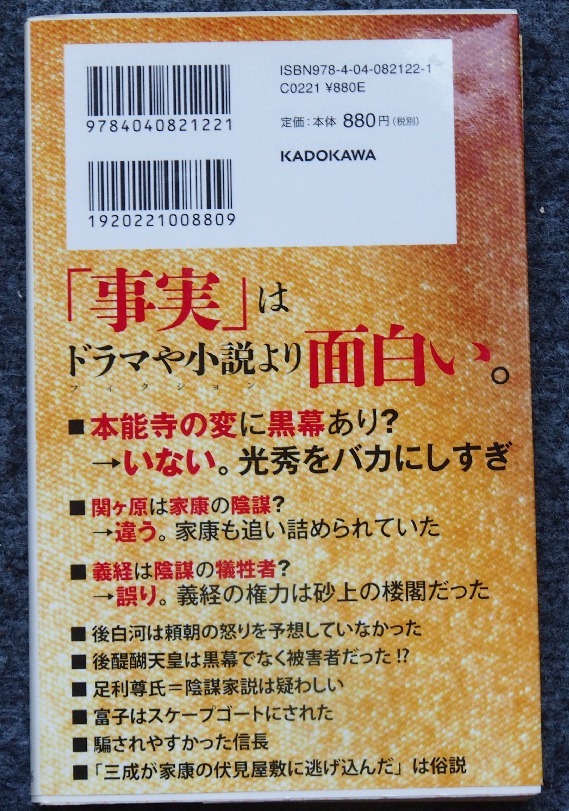 ISBN978-4-04-082122-1
C0221 ¥880E
定価:本体 880円(税別)
KADOKAWA
9784040821221
1920221008809
「事実」は
ドラマや小説より面白い。
フィクション
■本能寺の変に黒幕あり?
→いない。光秀をバカにしすぎ
■関ヶ原は家康の陰謀?
→違う。家康も追い詰められていた
■義経は陰謀の犠牲者?
→誤り。義経の権力は砂上の楼閣だった
■後白河は頼朝の怒りを予想していなかった
■後醍醐天皇は黒幕でなく被害者だった!?
■足利尊氏=陰謀家説は疑わしい
■富子はスケープゴートにされた
■騙されやすかった信長
■「三成が家康の伏見屋敷に逃げ込んだ」は俗説